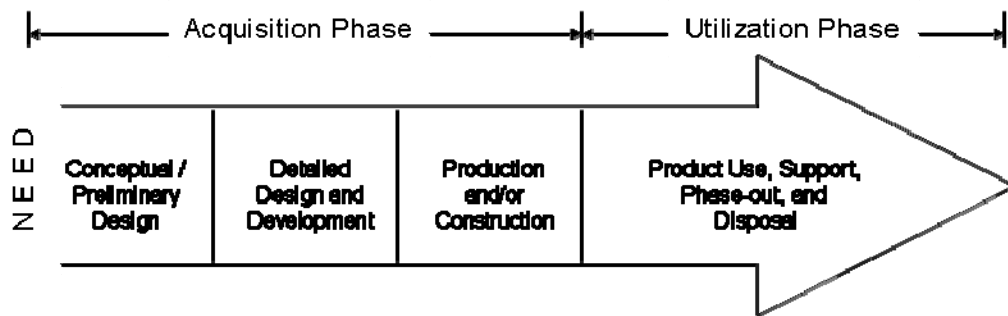 Acquisition Phase
Utilization Phase
NEED
Conceptual /
Preliminary
Design
Detailed
Design and
Development
Production
and/or
Construction
Product Use, Support,
Phase-out, and
Disposal